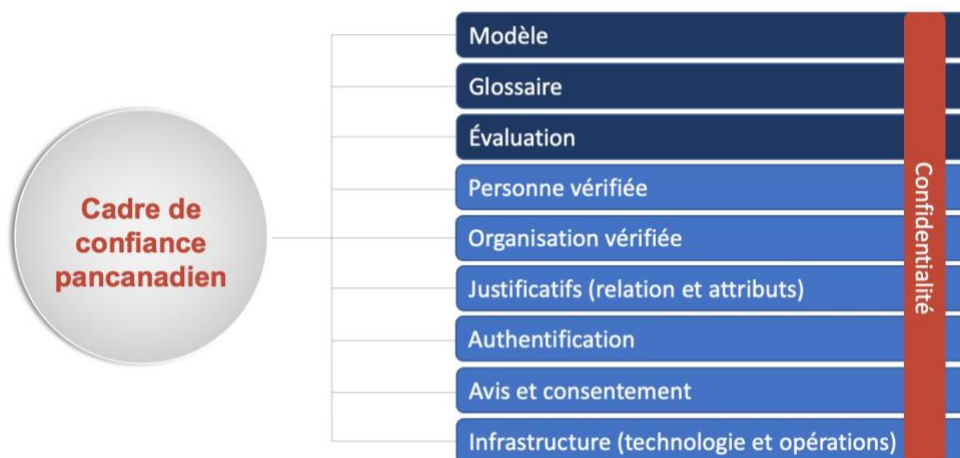 Cadre de
confiance
pancanadien
Modèle
Glossaire
Évaluation
Personne vérifiée
Organisation vérifiée
Justificatifs (relation et attributs)
Authentification
Avis et consentement
Infrastructure (technologie et opérations)
Confidentialité